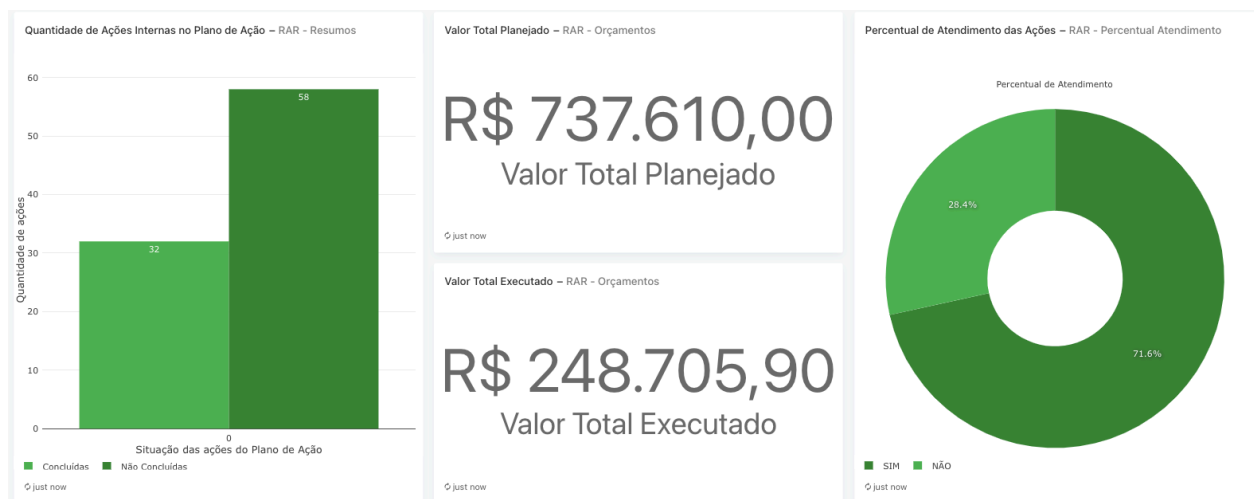 Quantidade de Ações Internas no Plano de Ação – RAR - Resumos
60
50
40
30
20
10
0
Quantidade de ações
32
58
0
Situação das ações do Plano de Ação
Concluídas
Não Concluídas
just now
Valor Total Planejado – RAR - Orçamentos
R$ 737.610,00
Valor Total Planejado
just now
Valor Total Executado – RAR - Orçamentos
R$ 248.705,90
Valor Total Executado
just now
Percentual de Atendimento das Ações – RAR - Percentual Atendimento
Percentual de Atendimento
28.4%
71.6%
SIM
NÃO
just now